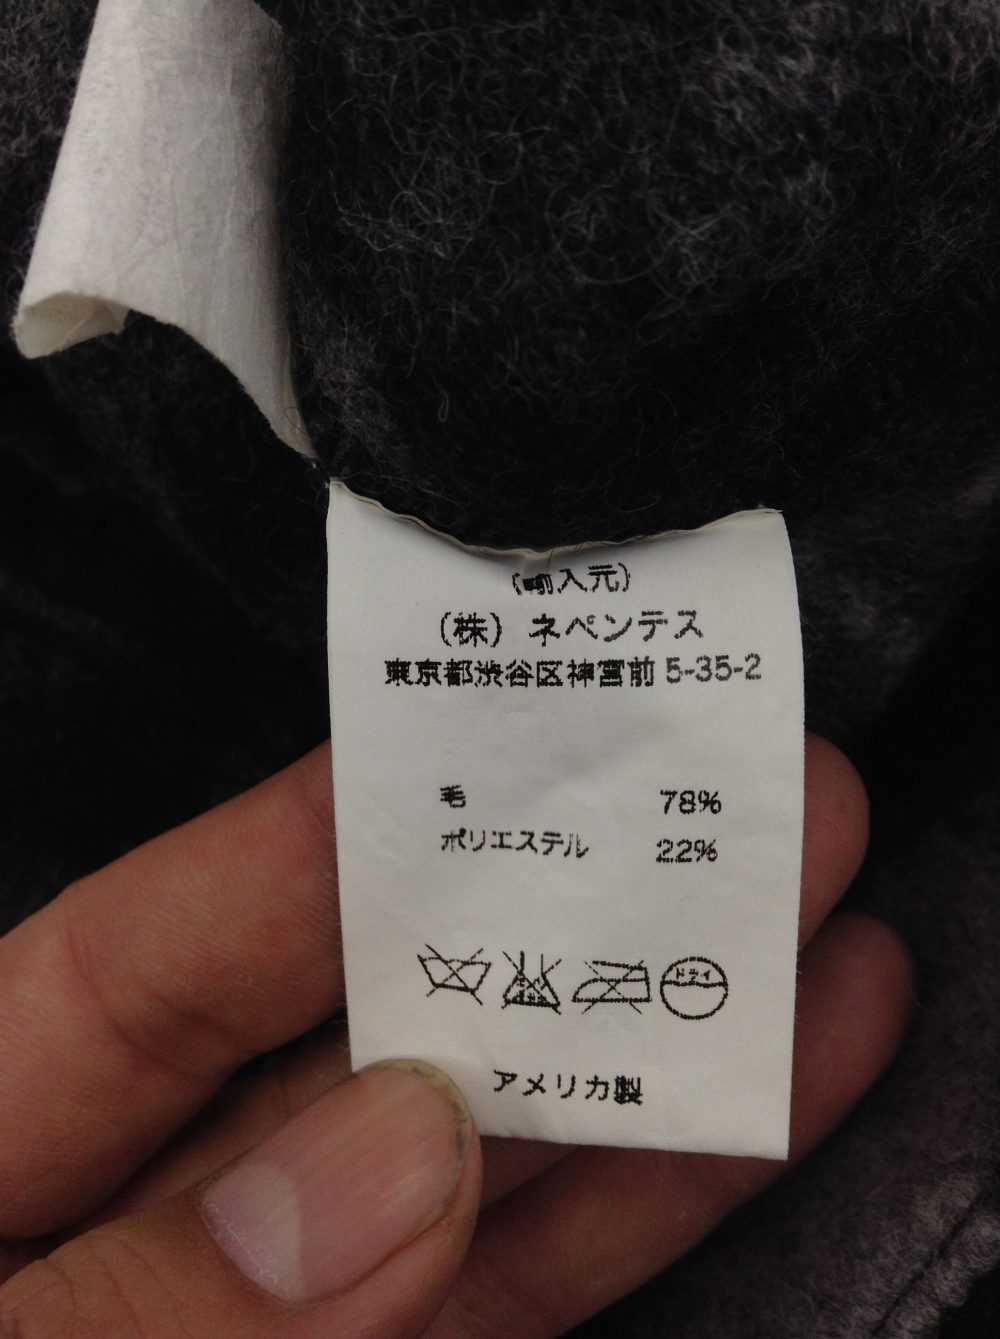 (輸入元)
(株) ネペンテス
東京都渋谷区神宮前 5-35-2
毛 78%
ポリエステル 22%
ドライ
アメリカ製